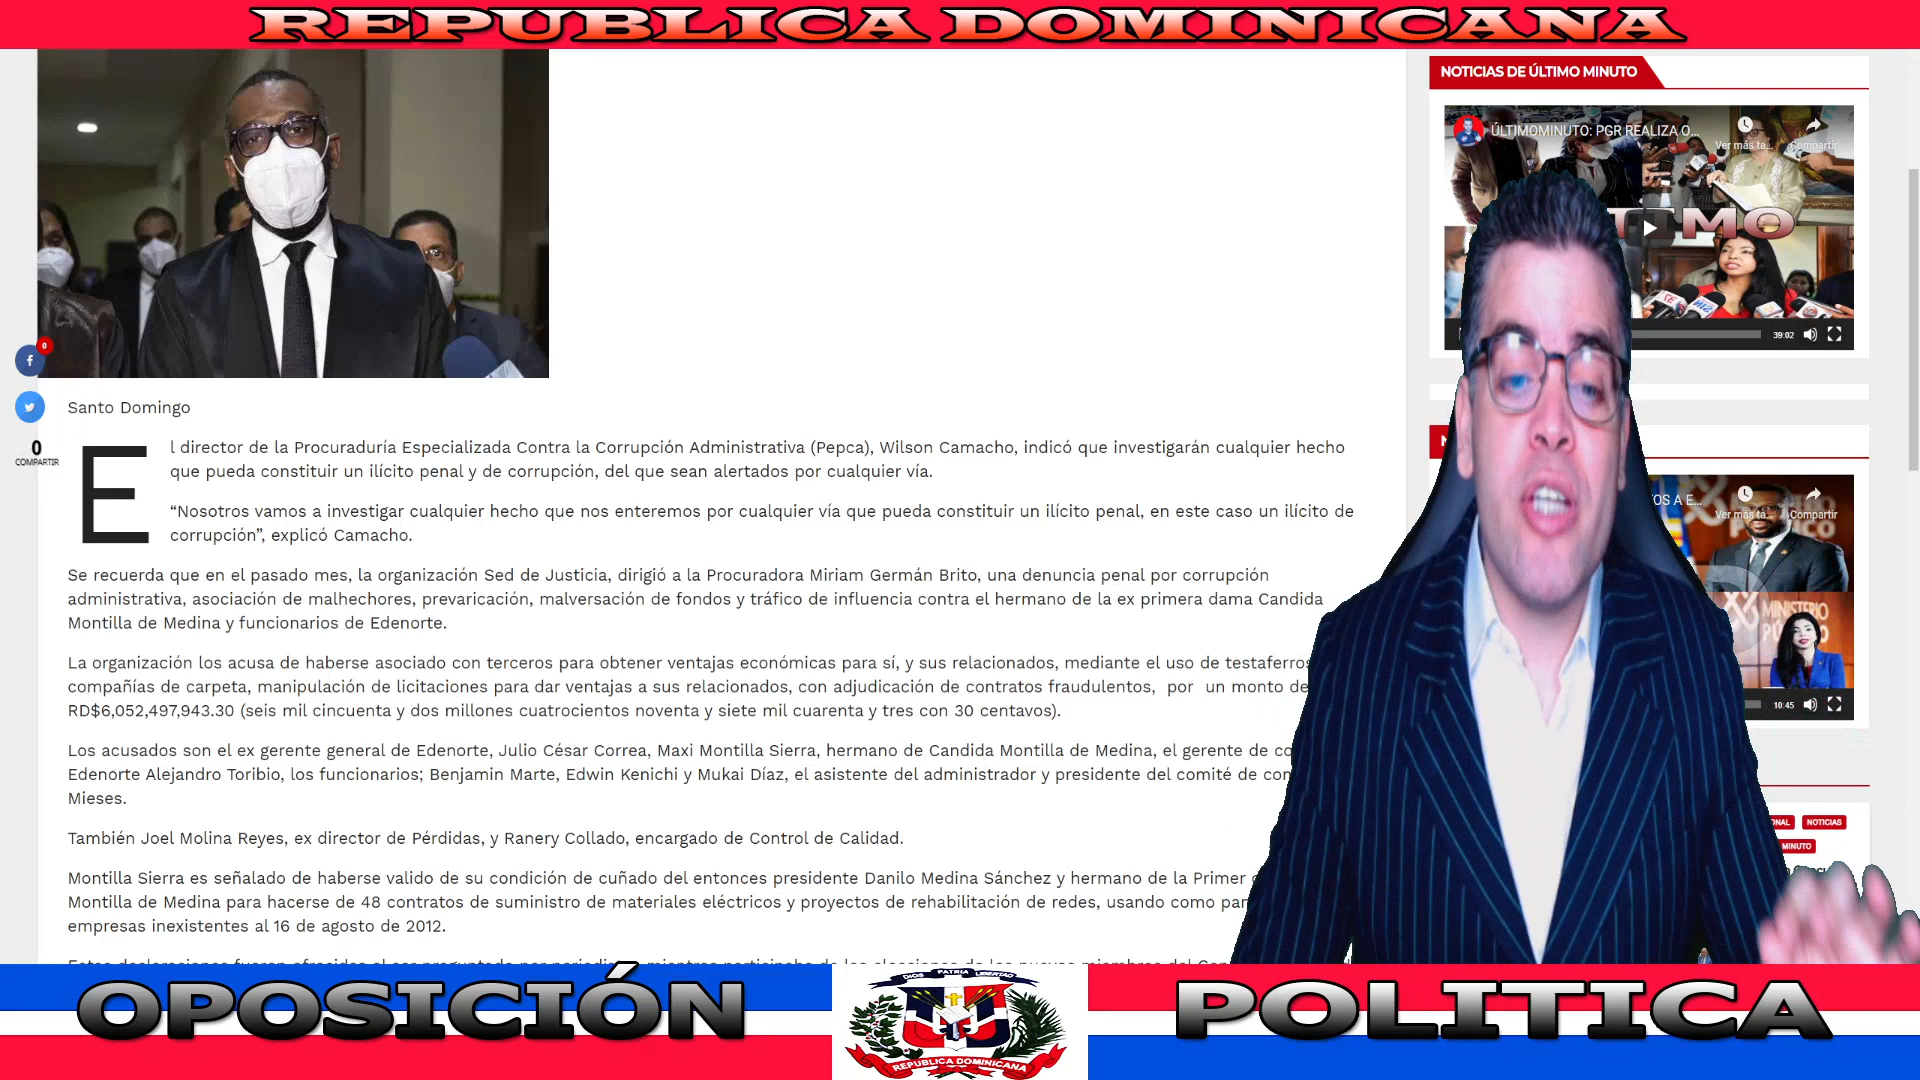 REPUBLICA DOMINICANA
NOTICIAS DE ÚLTIMO MINUTO
ÚLTIMOMINUTO: PGR REALIZA O...
Ver más ta...
Compartir
TIMO
39:02
0
Santo Domingo
El director de la Procuraduría Especializada Contra la Corrupción Administrativa (Pepca), Wilson Camacho, indicó que investigarán cualquier hecho
que pueda constituir un ilícito penal y de corrupción, del que sean alertados por cualquier vía.
“Nosotros vamos a investigar cualquier hecho que nos enteremos por cualquier vía que pueda constituir un ilícito penal, en este caso un ilícito de
corrupción”, explicó Camacho.
0
COMPARTIR
Se recuerda que en el pasado mes, la organización Sed de Justicia, dirigió a la Procuradora Miriam Germán Brito, una denuncia penal por corrupción
administrativa, asociación de malhechores, prevaricación, malversación de fondos y tráfico de influencia contra el hermano de la ex primera dama Candida
Montilla de Medina y funcionarios de Edenorte.
La organización los acusa de haberse asociado con terceros para obtener ventajas económicas para sí, y sus relacionados, mediante el uso de testaferros
compañías de carpeta, manipulación de licitaciones para dar ventajas a sus relacionados, con adjudicación de contratos fraudulentos, por un monto de
RD$6,052,497,943.30 (seis mil cincuenta y dos millones cuatrocientos noventa y siete mil cuarenta y tres con 30 centavos).
Los acusados son el ex gerente general de Edenorte, Julio César Correa, Maxi Montilla Sierra, hermano de Candida Montilla de Medina, el gerente de
Edenorte Alejandro Toribio, los funcionarios; Benjamin Marte, Edwin Kenichi y Mukai Díaz, el asistente del administrador y presidente del comité de
Mieses.
También Joel Molina Reyes, ex director de Pérdidas, y Ranery Collado, encargado de Control de Calidad.
Montilla Sierra es señalado de haberse valido de su condición de cuñado del entonces presidente Danilo Medina Sánchez y hermano de la Primer
Montilla de Medina para hacerse de 48 contratos de suministro de materiales eléctricos y proyectos de rehabilitación de redes, usando como
empresas inexistentes al 16 de agosto de 2012.
OS A E...
Ver más ta...
Compartir
MINISTERIO
10:45
NOTICIAS
MINUTO
OPOSICIÓN
DIOS PATRIA LIBERTAD
REPUBLICA DOMINICANA
POLITICA